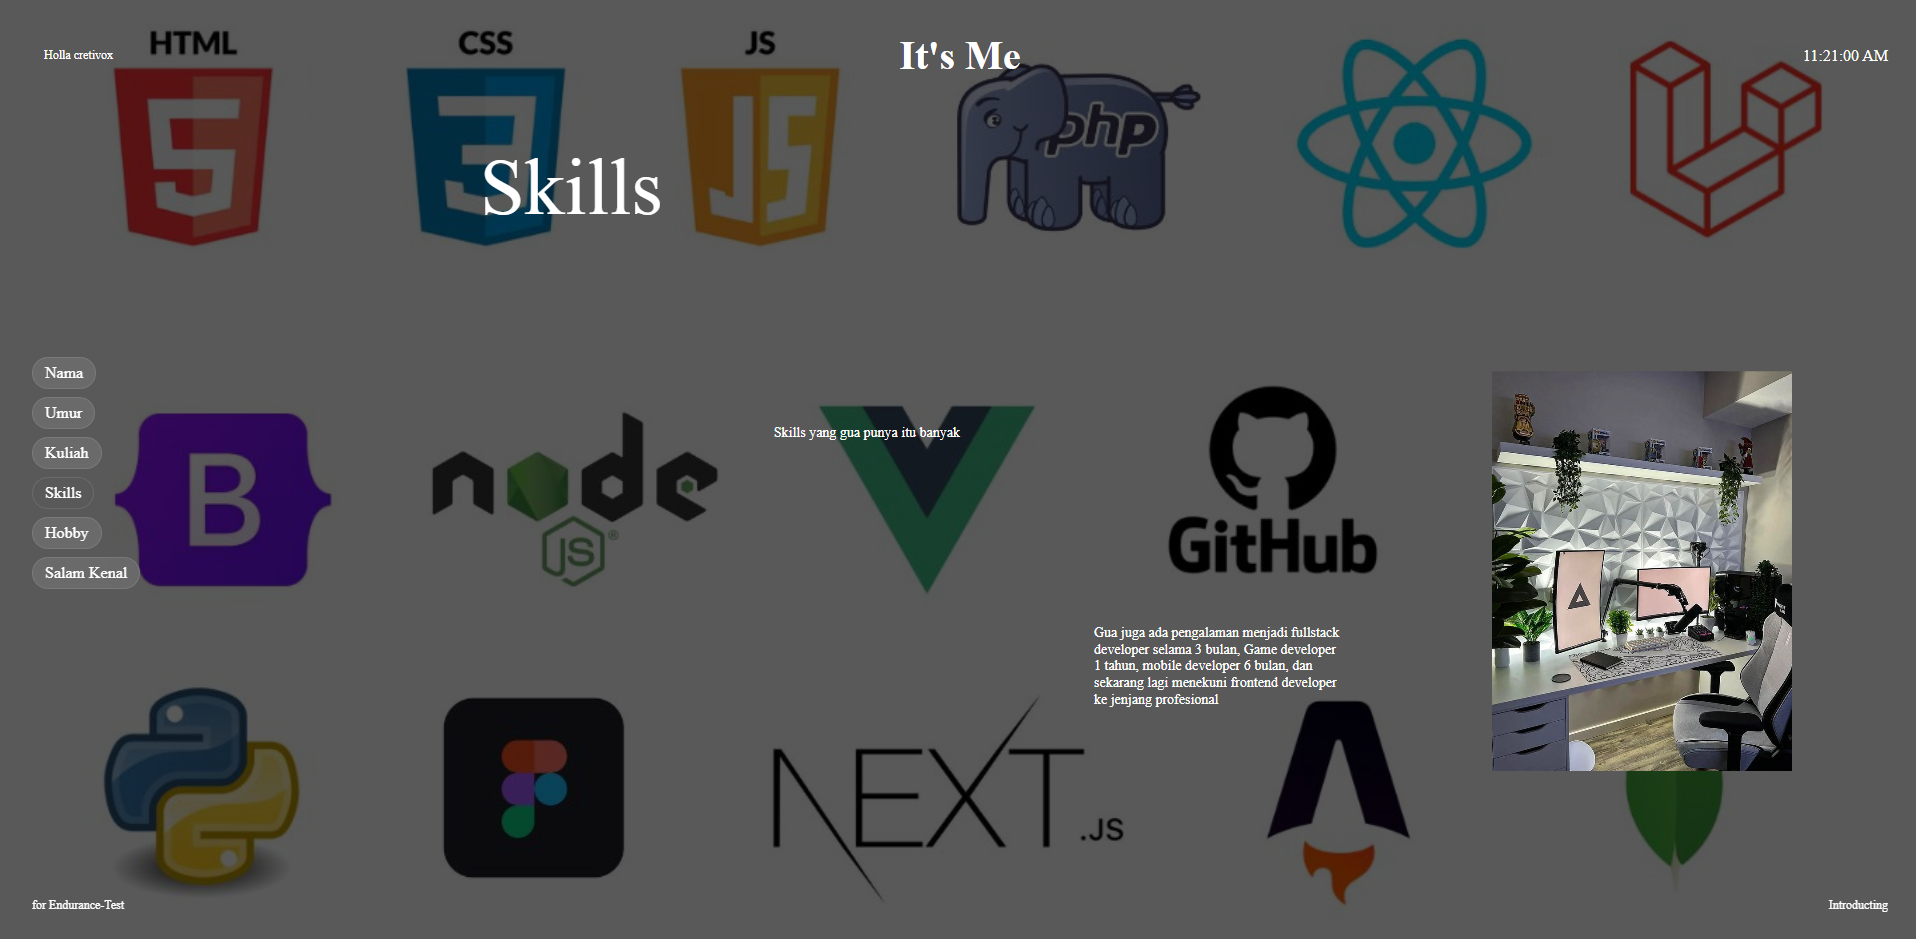 Holla cretivox
It's Me
11:21:00 AM
HTML
CSS
JS
php
Skills
Nama
Umur
Kuliah
Skills
Hobby
Salam Kenal
B
node
JS®
Skills yang gua punya itu banyak
GitHub
Gua juga ada pengalaman menjadi fullstack
developer selama 3 bulan, Game developer
1 tahun, mobile developer 6 bulan, dan
sekarang lagi menekuni frontend developer
ke jenjang profesional
NEXT.JS
for Endurance-Test
Introducting